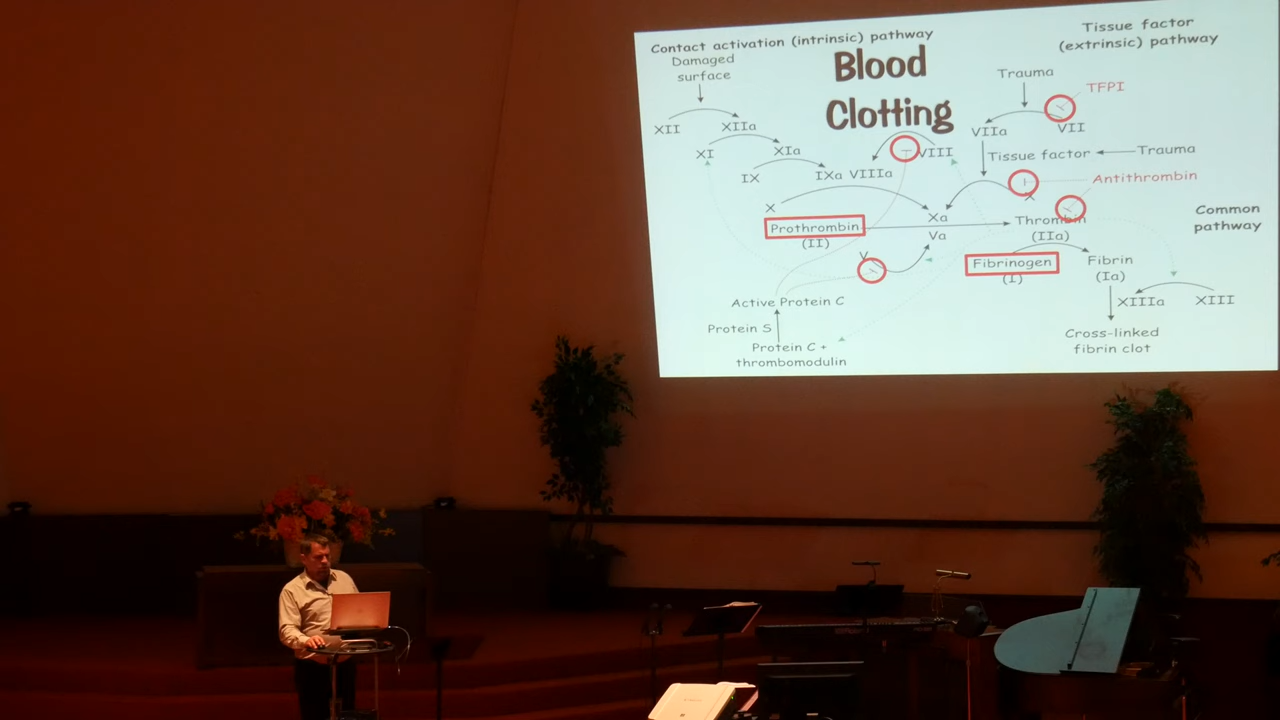 Contact activation (intrinsic) pathway
Tissue factor
(extrinsic) pathway
Blood
Clotting
Damaged
surface
Trauma
TFPI
XII
XIIa
VIIa
VII
XI
XIa
VIII
Tissue factor
Trauma
IX
IXa
VIIIa
Antithrombin
X
X
Xa
Thrombin
(IIa)
Common
pathway
Prothrombin
(II)
Va
V
Fibrinogen
(I)
Fibrin
(Ia)
Active Protein C
XIIIa
XIII
Protein S
Cross-linked
fibrin clot
Protein C +
thrombomodulin